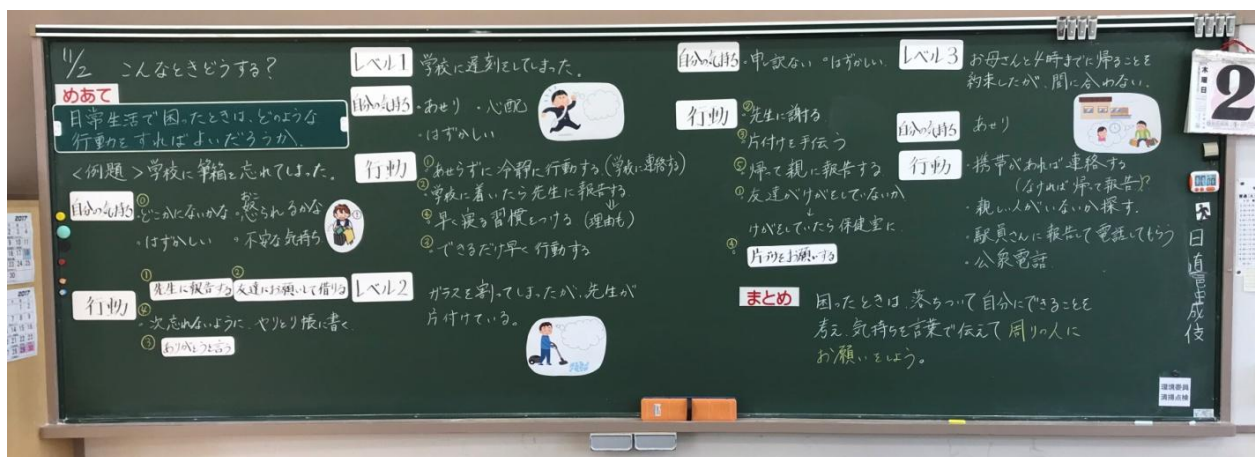 11/2 こんなときどうする?
めあて
日常生活で困ったときは、どのような
行動をすればよいだろうか。
<例題>学校に筆箱を忘れてしまった。
自分の気持ち
・どこかにないかな ・怒られるかな
おこ
・はずかしい ・不安な気持ち
行動
① 先生に報告する
② 友達にお願いして借りる
④
・次忘れないように、やりとり帳に書く。
③ ありがとうと言う
レベル1 学校に遅刻をしてしまった。
自分の気持ち ・あせり ・心配
・はずかしい
行動
①あせらずに冷静に行動する(学校に連絡する)
②・学校に着いたら先生に報告する
(理由も)
④・早く寝る習慣をつける
③・できるだけ早く行動する
レベル2 ガラスを割ってしまったが、先生が
片付けている。
自分の気持ち ・申し訳ない ・はずかしい
行動
②・先生に謝る
③・片付けを手伝う
⑤・帰って親に報告する
①・友達がけがをしていないか
↓
けがをしていたら保健室に
④ 片付をお願いする
レベル3 お母さんと4時までに帰ることを
約束したが、間に合わない。
自分の気持ち あせり
行動 ・携帯があれば連絡する
(なければ帰って報告)?
・親しい人がいないか探す。
・駅員さんに報告して電話してもらう
・公衆電話
まとめ 困ったときは、落ちついて自分にできることを
考え、気持ちを言葉で伝えて周りの人に
お願いをしよう。
木曜日
2
日直
環境委員
清掃点検
2017
2017